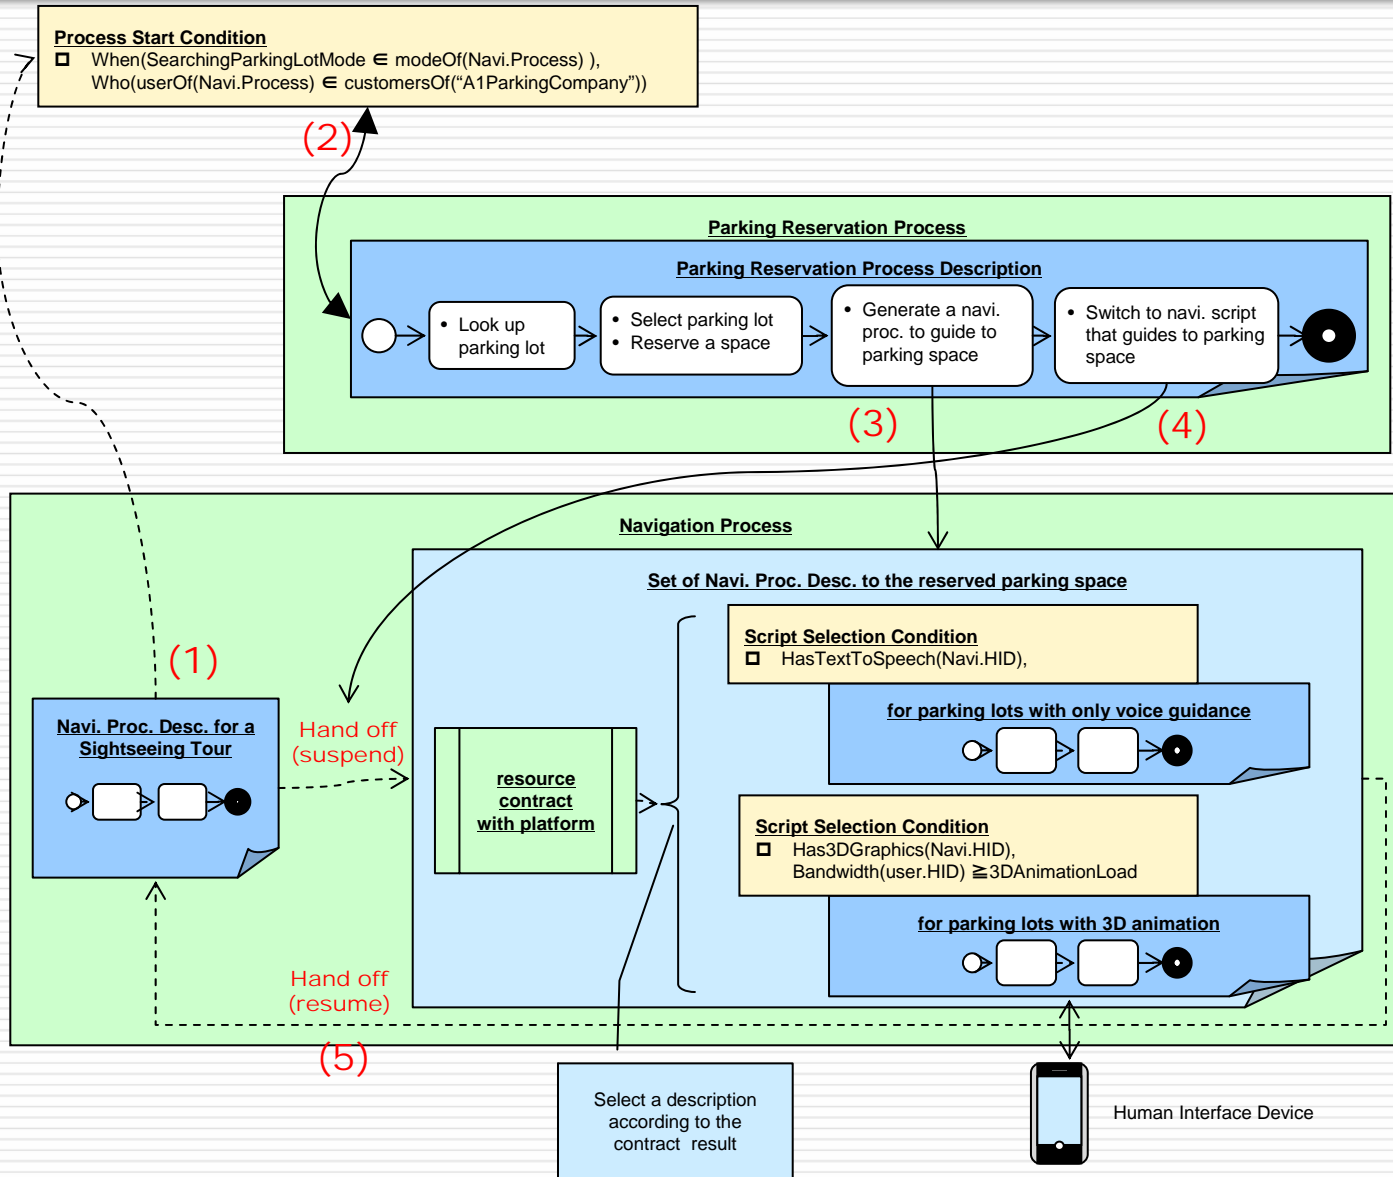 Process Start Condition
When(SearchingParkingLotMode ∈ modeOf(Navi.Process) ),
Who(userOf(Navi.Process) ∈ customersOf(“A1ParkingCompany”))
(2)
Parking Reservation Process
Parking Reservation Process Description
• Look up
parking lot
• Select parking lot
• Reserve a space
• Generate a navi.
proc. to guide to
parking space
• Switch to navi. script
that guides to parking
space
(3)
(4)
Navigation Process
Set of Navi. Proc. Desc. to the reserved parking space
Script Selection Condition
HasTextToSpeech(Navi.HID),
(1)
for parking lots with only voice guidance
Navi. Proc. Desc. for a
Sightseeing Tour
Hand off
(suspend)
resource
contract
with platform
Script Selection Condition
Has3DGraphics(Navi.HID),
Bandwidth(user.HID) ≧3DAnimationLoad
for parking lots with 3D animation
Hand off
(resume)
(5)
Select a description
according to the
contract result
Human Interface Device